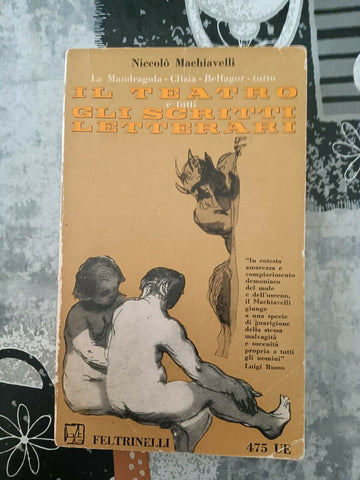 Niccolò Machiavelli
La Mandragola - Clizia - Belfagor - tutto
IL TEATRO
e tutti
GLI SCRITTI
LETTERARI
"In cotesta
amarezza e
compiacimento
demoniaco
del male
e dell'osceno,
il Machiavelli
giunge
a una specie
di guarigione
della stessa
malvagità
e oscenità
propria a tutti
gli uomini"
Luigi Russo
FELTRINELLI
475 UE